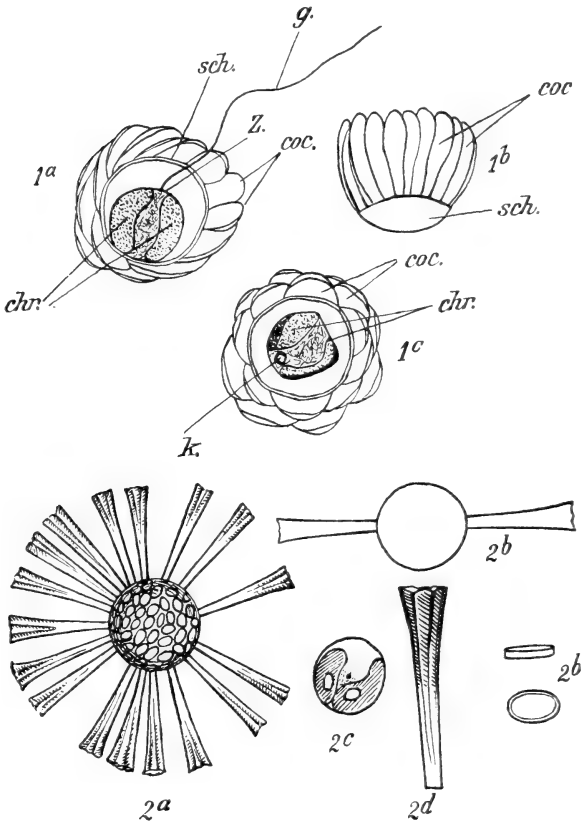 g.
sch.
Z.
coc.
1a
chr.
coc
1b
sch.
coc.
chr.
1c
k.
2a
2b
2c
2d
2b